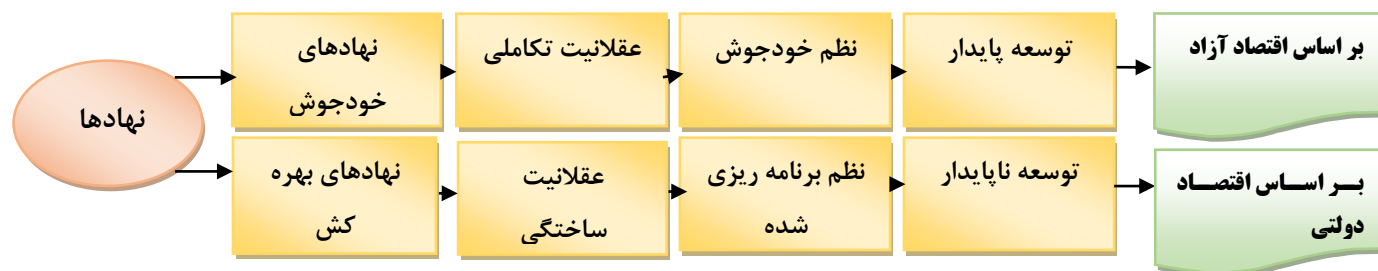 نهادها
نهادهای
خودجوش
عقلانیت تکاملی
نظم خودجوش
توسعه پایدار
بر اساس اقتصاد آزاد
نهادهای بهره
کش
عقلانیت
ساختگی
نظم برنامه ریزی
شده
توسعه ناپایدار
بــر اســاس اقتصــاد
دولتی